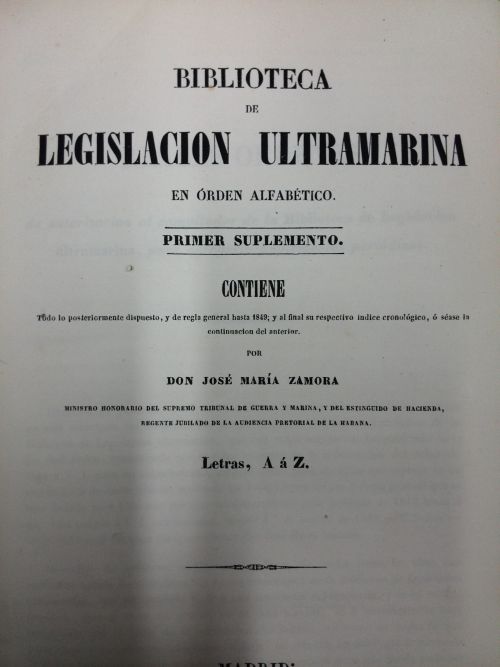 BIBLIOTECA
DE
LEGISLACION ULTRAMARINA
EN ÓRDEN ALFABÉTICO.
PRIMER SUPLEMENTO.
CONTIENE
Todo lo posteriormente dispuesto, y de regla general hasta 1849; y al final su respectivo indice cronológico, ó séase la
continuacion del anterior.
POR
DON JOSÉ MARÍA ZAMORA
MINISTRO HONORARIO DEL SUPREMO TRIBUNAL DE GUERRA Y MARINA, Y DEL ESTINGUIDO DE HACIENDA,
REGENTE JUBILADO DE LA AUDIENCIA PRETORIAL DE LA HABANA.
Letras, A á Z.
MADRID: